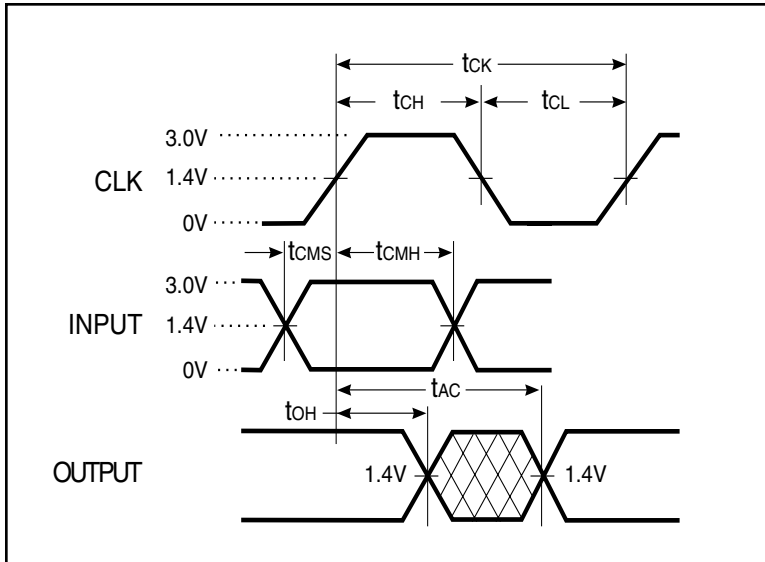 tCK
tCH tCL
3.0V
CLK 1.4V
0V
tCMS tCMH
3.0V
INPUT 1.4V
0V
tAC
tOH
OUTPUT 1.4V 1.4V